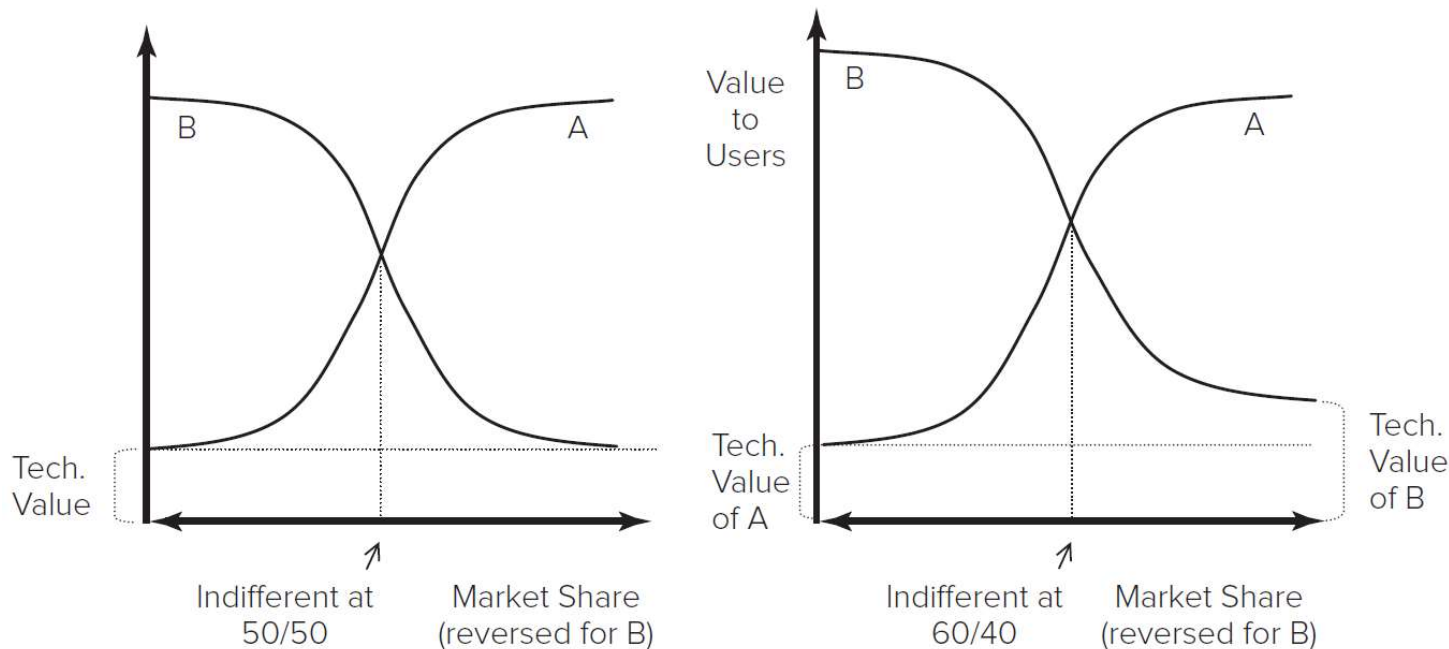 B
A
Tech.
Value
Indifferent at
50/50
Market Share
(reversed for B)
Value
to
Users
B
A
Tech.
Value
of A
Tech.
Value
of B
Indifferent at
60/40
Market Share
(reversed for B)